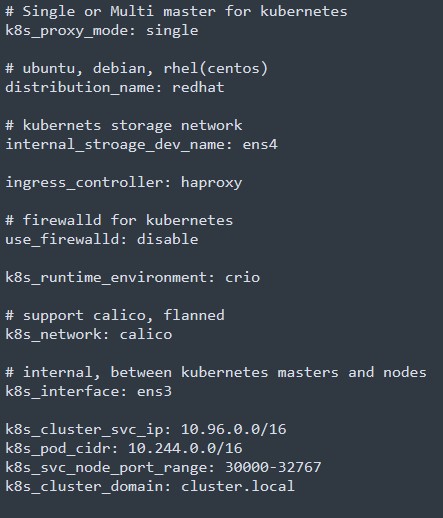 # Single or Multi master for kubernetes
k8s_proxy_mode: single
# ubuntu, debian, rhel(centos)
distribution_name: redhat
# kubernets storage network
internal_stroage_dev_name: ens4
ingress_controller: haproxy
# firewalld for kubernetes
use_firewalld: disable
k8s_runtime_environment: crio
# support calico, flanned
k8s_network: calico
# internal, between kubernetes masters and nodes
k8s_interface: ens3
k8s_cluster_svc_ip: 10.96.0.0/16
k8s_pod_cidr: 10.244.0.0/16
k8s_svc_node_port_range: 30000-32767
k8s_cluster_domain: cluster.local